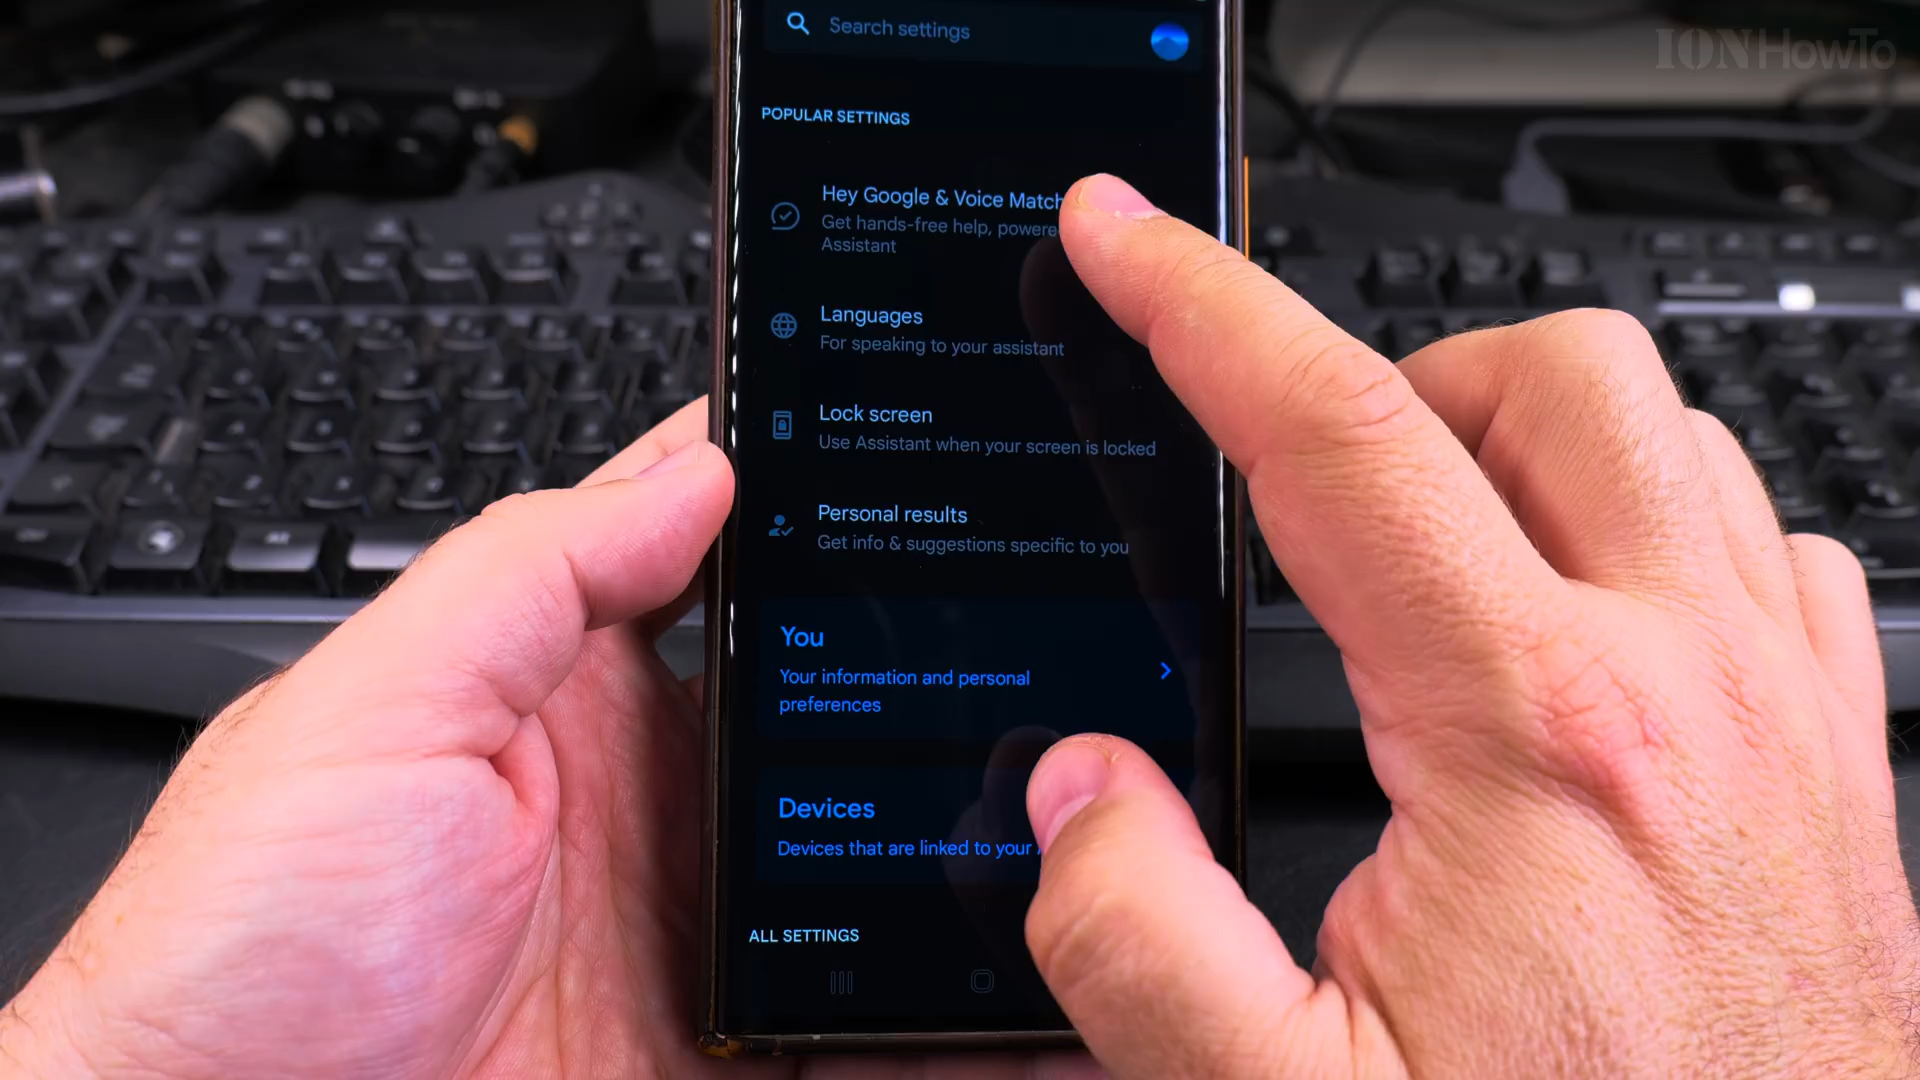 IONHowTo
Search settings
POPULAR SETTINGS
Hey Google & Voice Match
Get hands-free help, powere
Assistant
Languages
For speaking to your assistant
Lock screen
Use Assistant when your screen is locked
Personal results
Get info & suggestions specific to you
You
Your information and personal
preferences
Devices
Devices that are linked to your
ALL SETTINGS